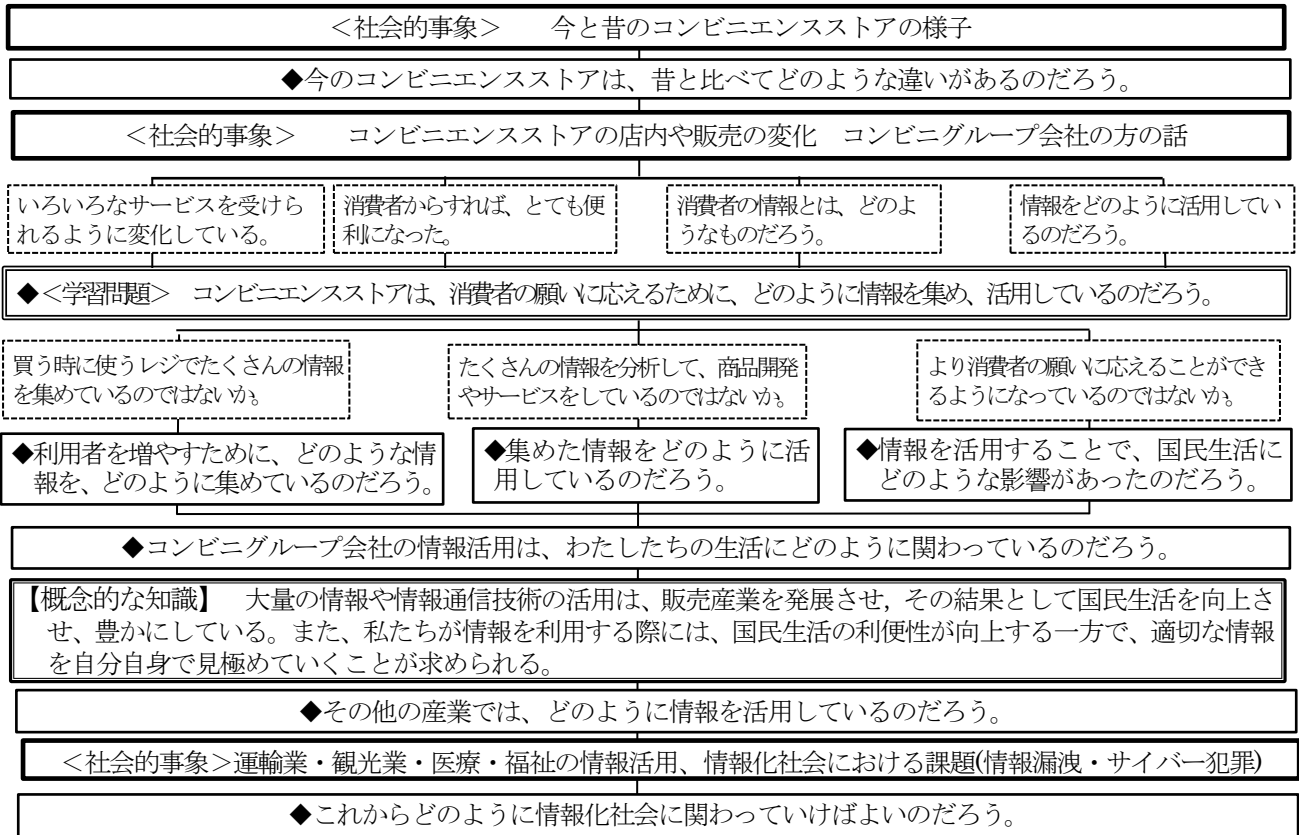 ＜社会的事象＞　今と昔のコンビニエンスストアの様子
◆今のコンビニエンスストアは、昔と比べてどのような違いがあるのだろう。
＜社会的事象＞　コンビニエンスストアの店内や販売の変化　コンビニグループ会社の方の話
いろいろなサービスを受けら
れるように変化している。
消費者からすれば、とても便
利になった。
消費者の情報とは、どのよ
うなものだろう。
情報をどのように活用してい
るのだろう。
◆＜学習問題＞　コンビニエンスストアは、消費者の願いに応えるために、どのように情報を集め、活用しているのだろう。
買う時に使うレジでたくさんの情報
を集めているのではないか。
たくさんの情報を分析して、商品開発
やサービスをしているのではないか。
より消費者の願いに応えることができ
るようになっているのではないか。
◆利用者を増やすために、どのような情
報を、どのように集めているのだろう。
◆集めた情報をどのように活
用しているのだろう。
◆情報を活用することで、国民生活に
どのような影響があったのだろう。
◆コンビニグループ会社の情報活用は、わたしたちの生活にどのように関わっているのだろう。
【概念的な知識】　大量の情報や情報通信技術の活用は、販売産業を発展させ，その結果として国民生活を向上さ
せ、豊かにしている。また、私たちが情報を利用する際には、国民生活の利便性が向上する一方で、適切な情報
を自分自身で見極めていくことが求められる。
◆その他の産業では、どのように情報を活用しているのだろう。
＜社会的事象＞運輸業・観光業・医療・福祉の情報活用、情報化社会における課題(情報漏洩・サイバー犯罪)
◆これからどのように情報化社会に関わっていけばよいのだろう。